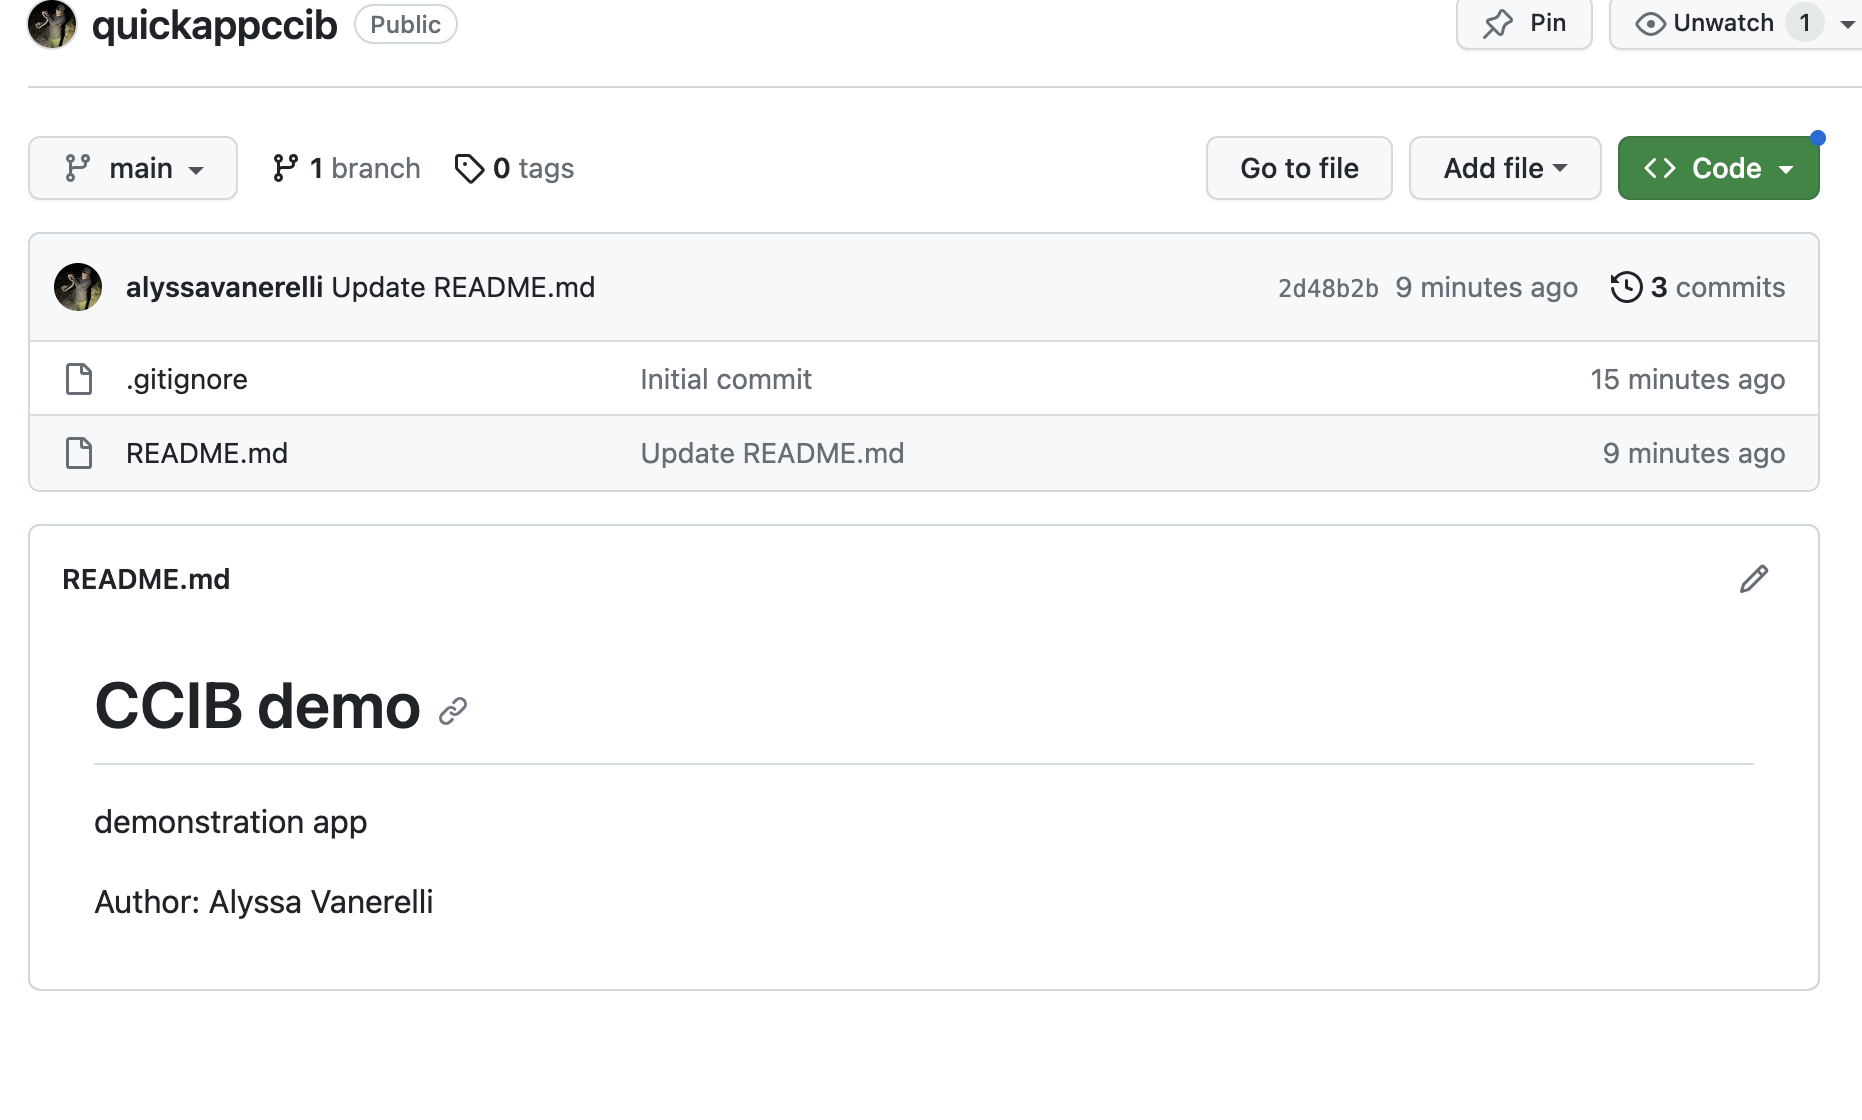 quickappccib Public Pin Unwatch 1
main 1 branch 0 tags Go to file Add file Code
alyssavanerelli Update README.md 2d48b2b 9 minutes ago 3 commits
.gitignore Initial commit 15 minutes ago
README.md Update README.md 9 minutes ago
README.md
CCIB demo
demonstration app
Author: Alyssa Vanerelli